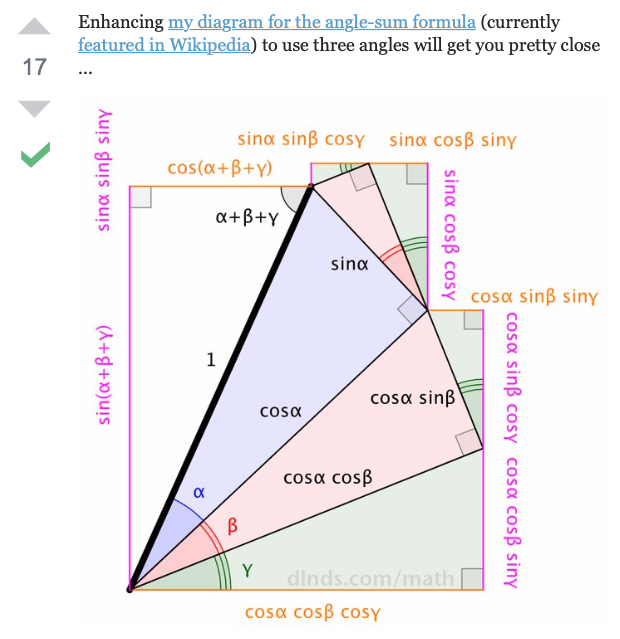 Enhancing my diagram for the angle-sum formula (currently
featured in Wikipedia) to use three angles will get you pretty close
...
17
sinα sinβ cosγ
sinα cosβ sinγ
sinα sinβ sinγ
cos(α+β+γ)
α+β+γ
sinα cosβ cosγ
sinα
cosα sinβ sinγ
sin(α+β+γ)
1
cosα sinβ cosγ
cosα sinβ
cosα
cosα cosβ
cosα cosβ sinγ
α
β
γ
dlnds.com/math
cosα cosβ cosγ